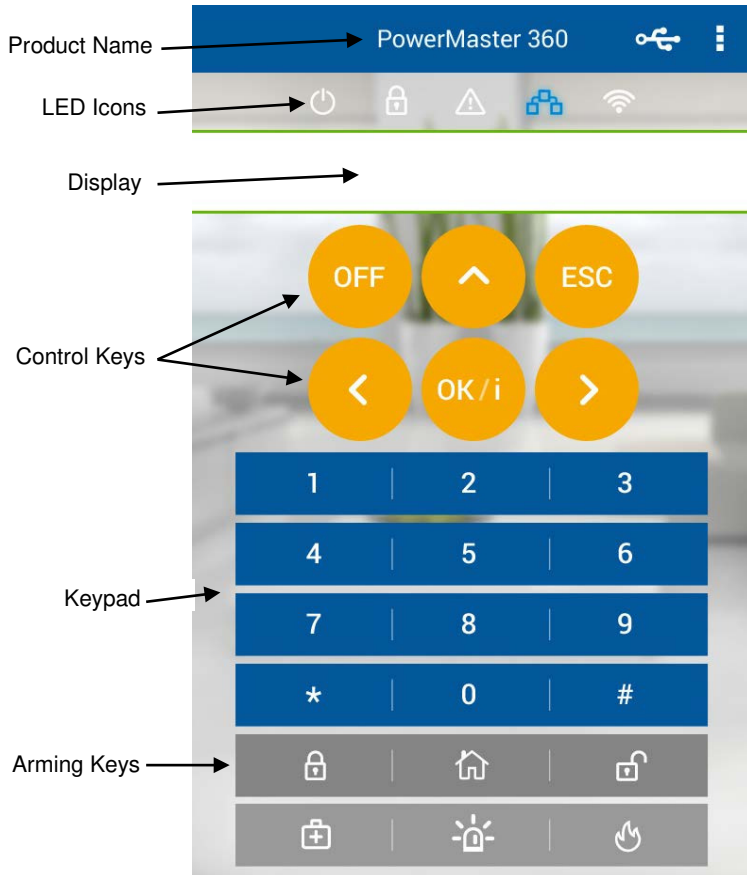 Product Name
PowerMaster 360
LED Icons
Display
OFF
ESC
Control Keys
OK/i
1 2 3
4 5 6
Keypad
7 8 9
* 0 #
Arming Keys